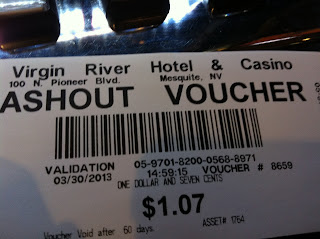 Virgin River Hotel & Casino
100 N. Pioneer Blvd. Mesquite, NV
ASHOUT VOUCHER
VALIDATION 05-9701-8200-0568-8971
03/30/2013 14:59:15 VOUCHER # 8659
ONE DOLLAR AND SEVEN CENTS
$1.07
Voucher Void after 60 days. ASSET# 1764